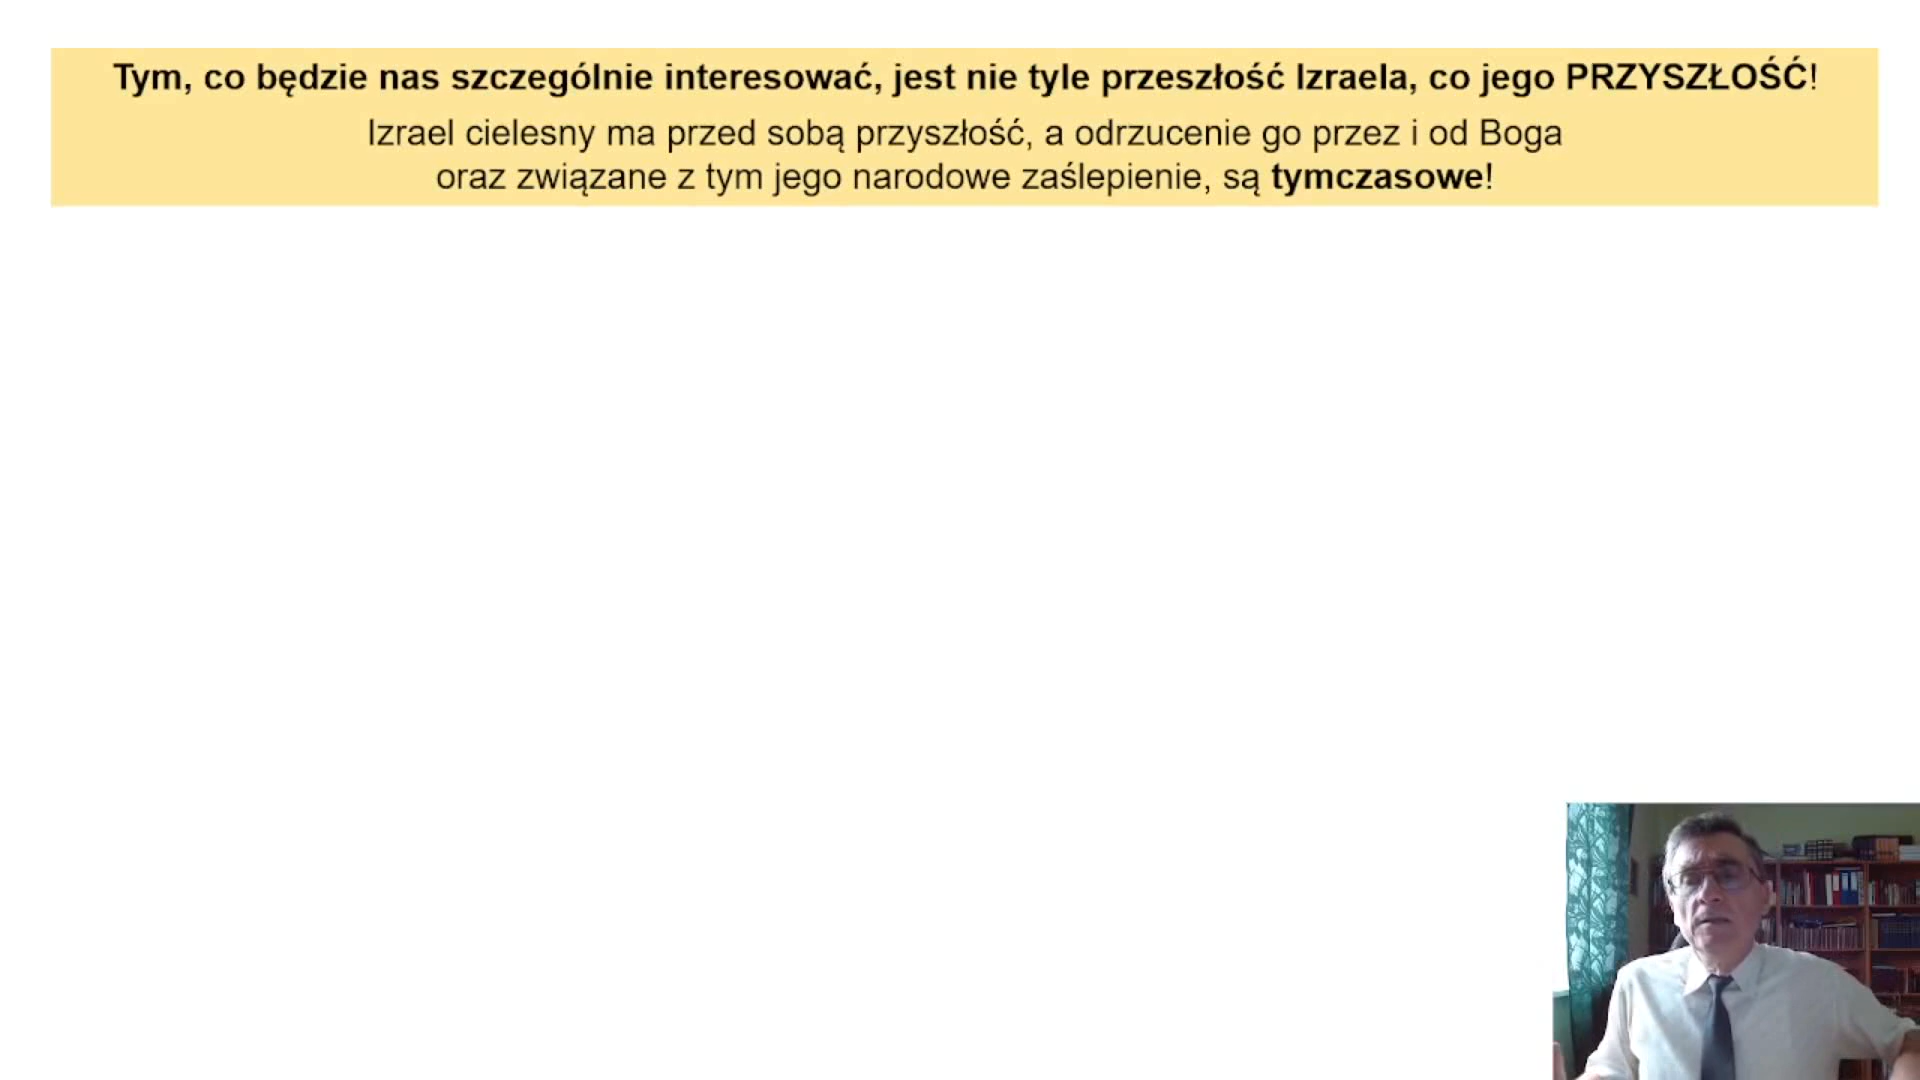 Tym, co będzie nas szczególnie interesować, jest nie tyle przeszłość Izraela, co jego PRZYSZŁOŚĆ!
Izrael cielesny ma przed sobą przyszłość, a odrzucenie go przez i od Boga
oraz związane z tym jego narodowe zaślepienie, są tymczasowe!